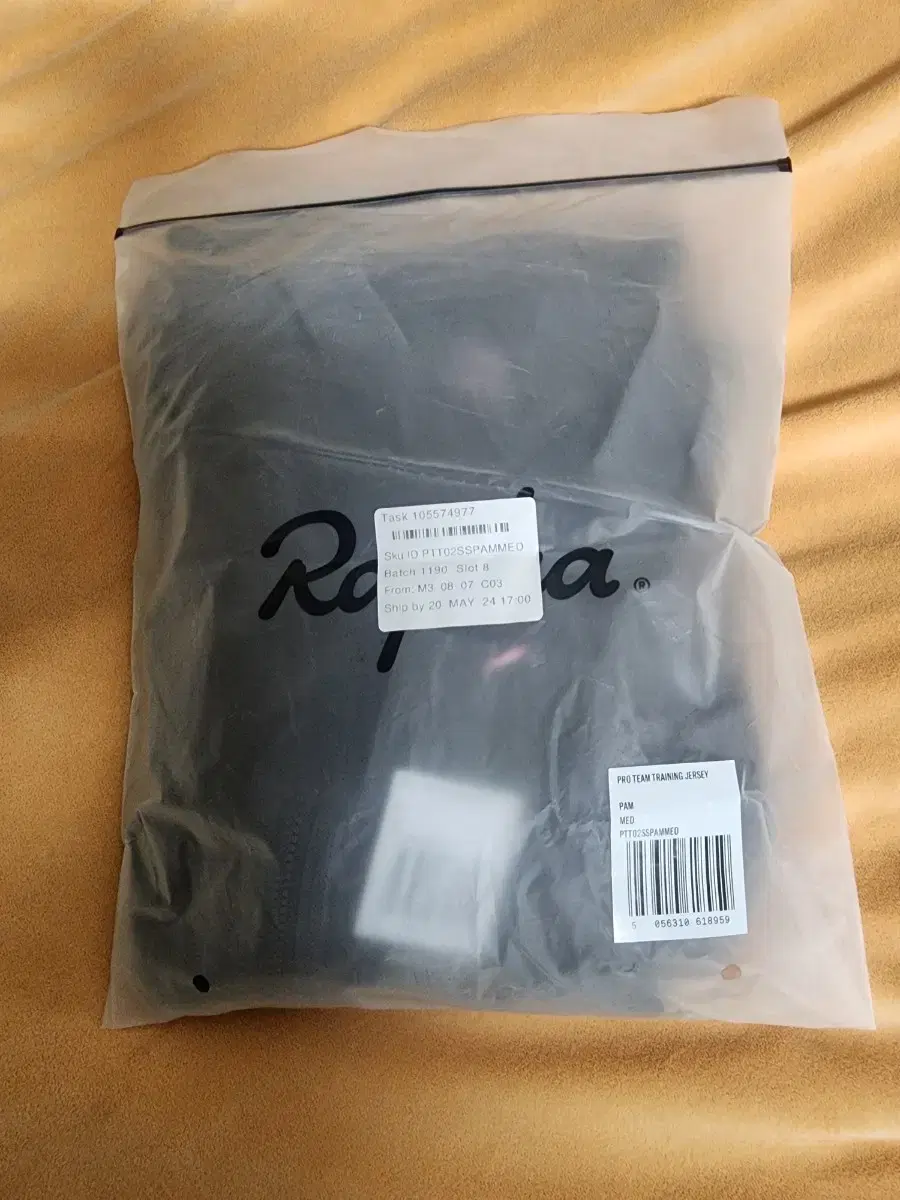 Task 105574977
Sku ID PTT02SSPAMMED
Batch 1190 Slot 8
From: M3 08 07 C03
Ship by 20 MAY 24 17:00
Rapha ®
PRO TEAM TRAINING JERSEY
PAM
MED
PTT02SSPAMMED
5 056310 618959